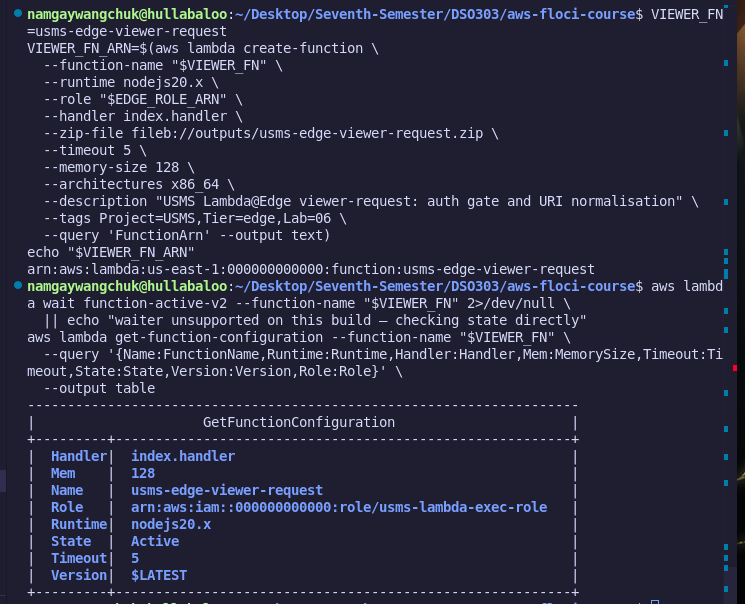 namgaywangchuk@hullabaloo:~/Desktop/Seventh-Semester/DSO303/aws-floci-course$ VIEWER_FN
=usms-edge-viewer-request
VIEWER_FN_ARN=$(aws lambda create-function \
  --function-name "$VIEWER_FN" \
  --runtime nodejs20.x \
  --role "$EDGE_ROLE_ARN" \
  --handler index.handler \
  --zip-file fileb://outputs/usms-edge-viewer-request.zip \
  --timeout 5 \
  --memory-size 128 \
  --architectures x86_64 \
  --description "USMS Lambda@Edge viewer-request: auth gate and URI normalisation" \
  --tags Project=USMS,Tier=edge,Lab=06 \
  --query 'FunctionArn' --output text)
echo "$VIEWER_FN_ARN"
arn:aws:lambda:us-east-1:000000000000:function:usms-edge-viewer-request
namgaywangchuk@hullabaloo:~/Desktop/Seventh-Semester/DSO303/aws-floci-course$ aws lambd
a wait function-active-v2 --function-name "$VIEWER_FN" 2>/dev/null \
  || echo "waiter unsupported on this build — checking state directly"
aws lambda get-function-configuration --function-name "$VIEWER_FN" \
  --query '{Name:FunctionName,Runtime:Runtime,Handler:Handler,Mem:MemorySize,Timeout:Ti
meout,State:State,Version:Version,Role:Role}' \
  --output table
--------------------------------------------------------------------
|                     GetFunctionConfiguration                     |
+---------+--------------------------------------------------------+
|  Handler|  index.handler                                         |
|  Mem    |  128                                                   |
|  Name   |  usms-edge-viewer-request                              |
|  Role   |  arn:aws:iam::000000000000:role/usms-lambda-exec-role   |
|  Runtime|  nodejs20.x                                            |
|  State  |  Active                                                |
|  Timeout|  5                                                     |
|  Version|  $LATEST                                               |
+---------+--------------------------------------------------------+